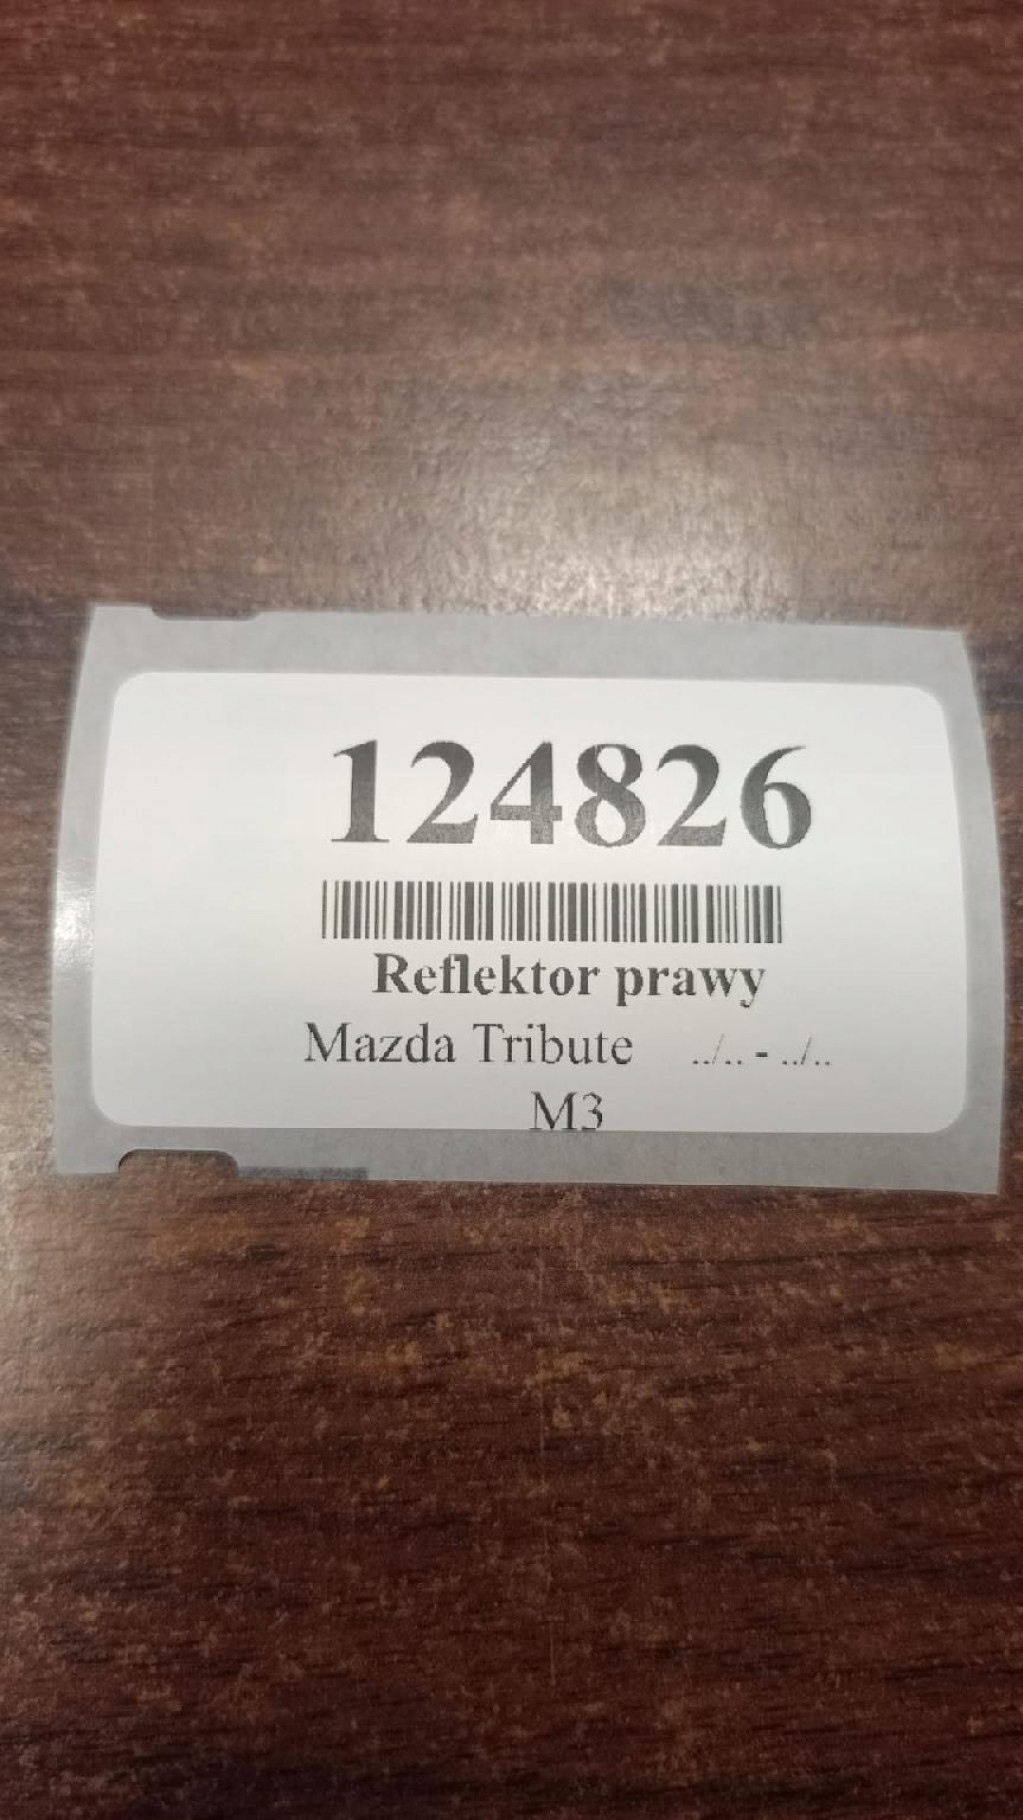 124826
Reflektor prawy
Mazda Tribute ../.. - ../..
M3